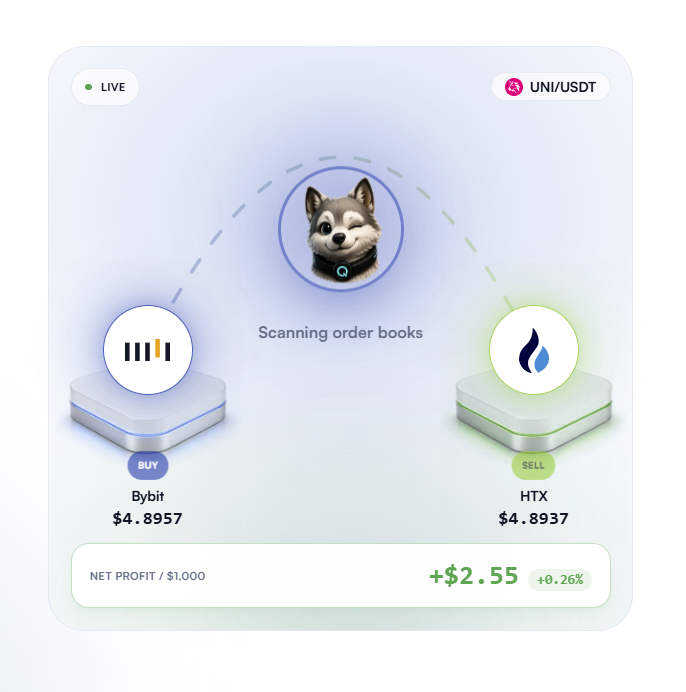 LIVE
UNI/USDT
Q
Scanning order books
BUY
SELL
Bybit
HTX
$4.8957
$4.8937
NET PROFIT / $1,000
+$2.55
+0.26%